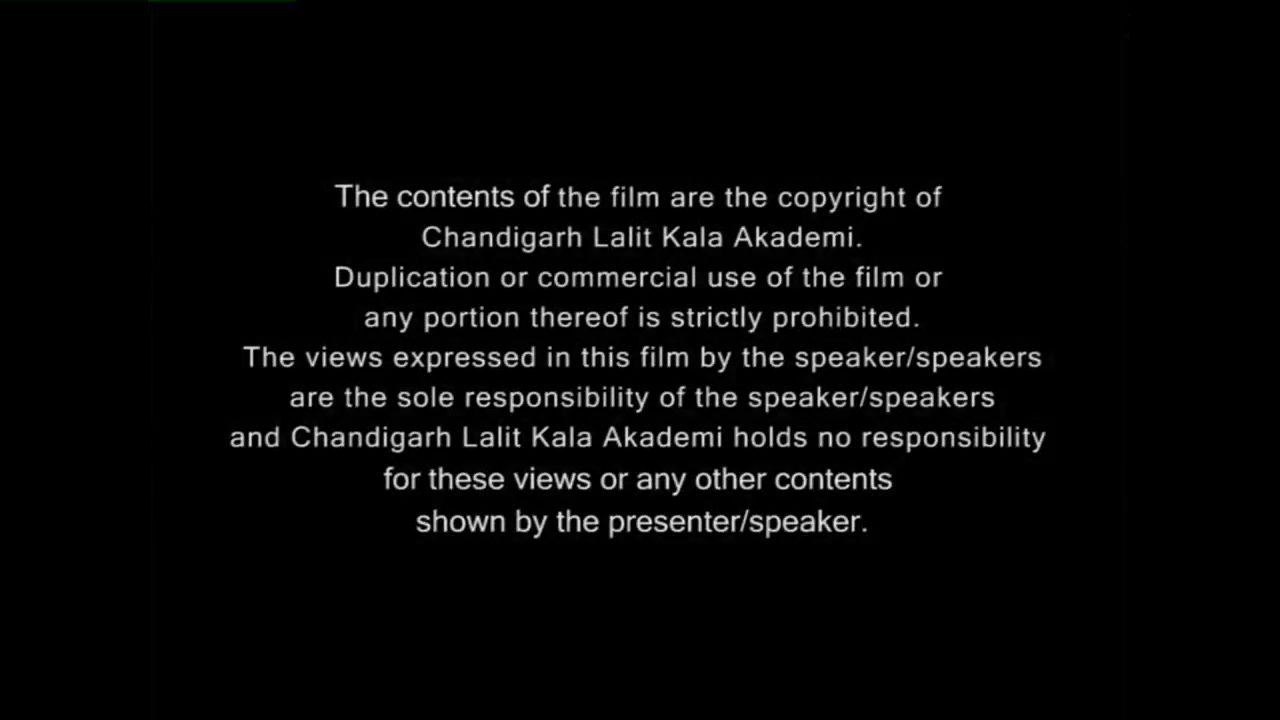 The contents of the film are the copyright of
Chandigarh Lalit Kala Akademi.
Duplication or commercial use of the film or
any portion thereof is strictly prohibited.
The views expressed in this film by the speaker/speakers
are the sole responsibility of the speaker/speakers
and Chandigarh Lalit Kala Akademi holds no responsibility
for these views or any other contents
shown by the presenter/speaker.